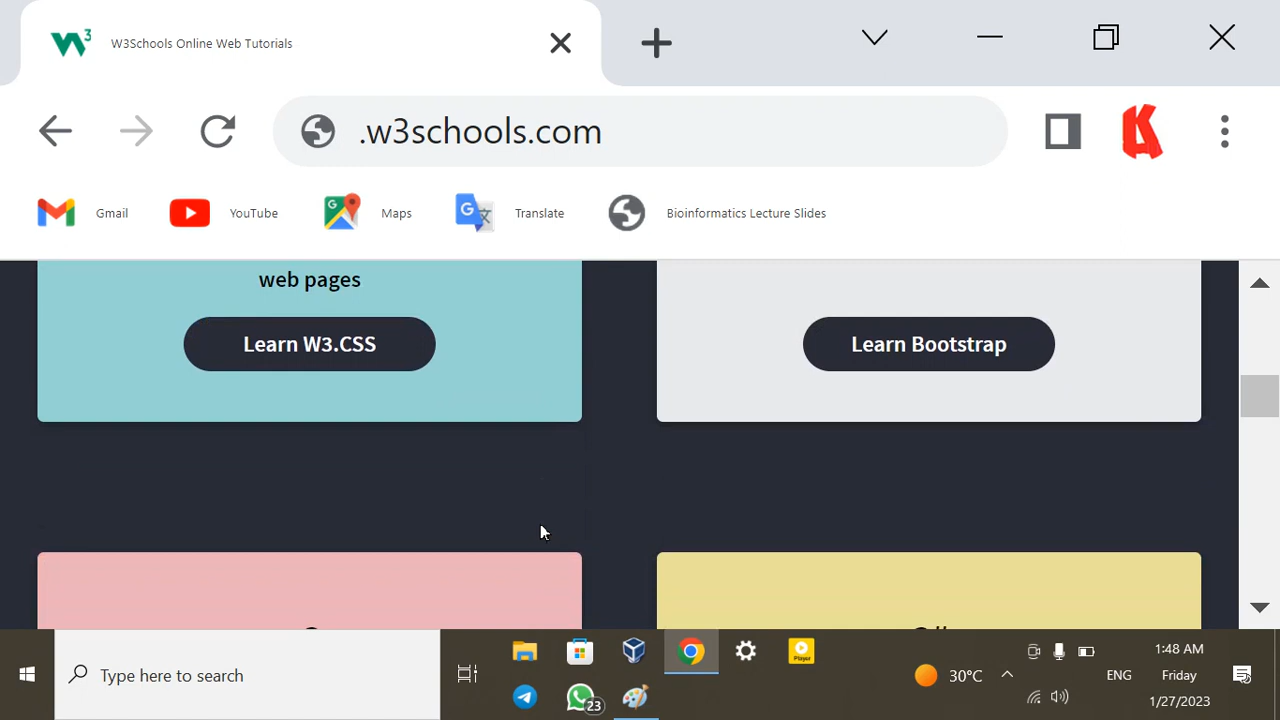 W3Schools Online Web Tutorials
.w3schools.com
Gmail
YouTube
Maps
Translate
Bioinformatics Lecture Slides
web pages
Learn W3.CSS
Learn Bootstrap
Type here to search
Player
23
30°C
ENG
1:48 AM
Friday
1/27/2023